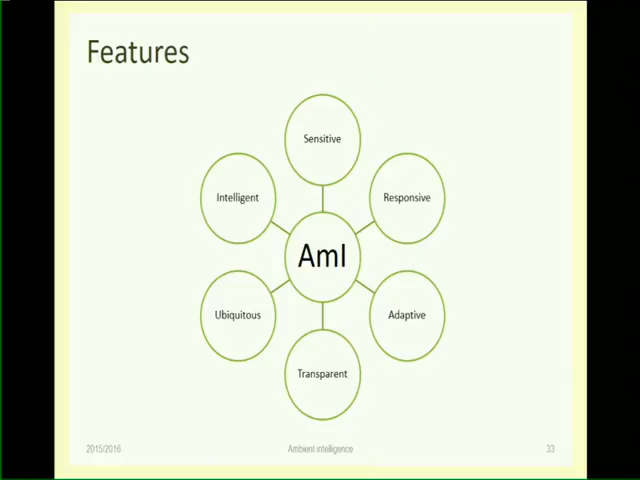 Features
Sensitive
Intelligent
Responsive
AmI
Ubiquitous
Adaptive
Transparent
2015/2016
Ambient intelligence
33